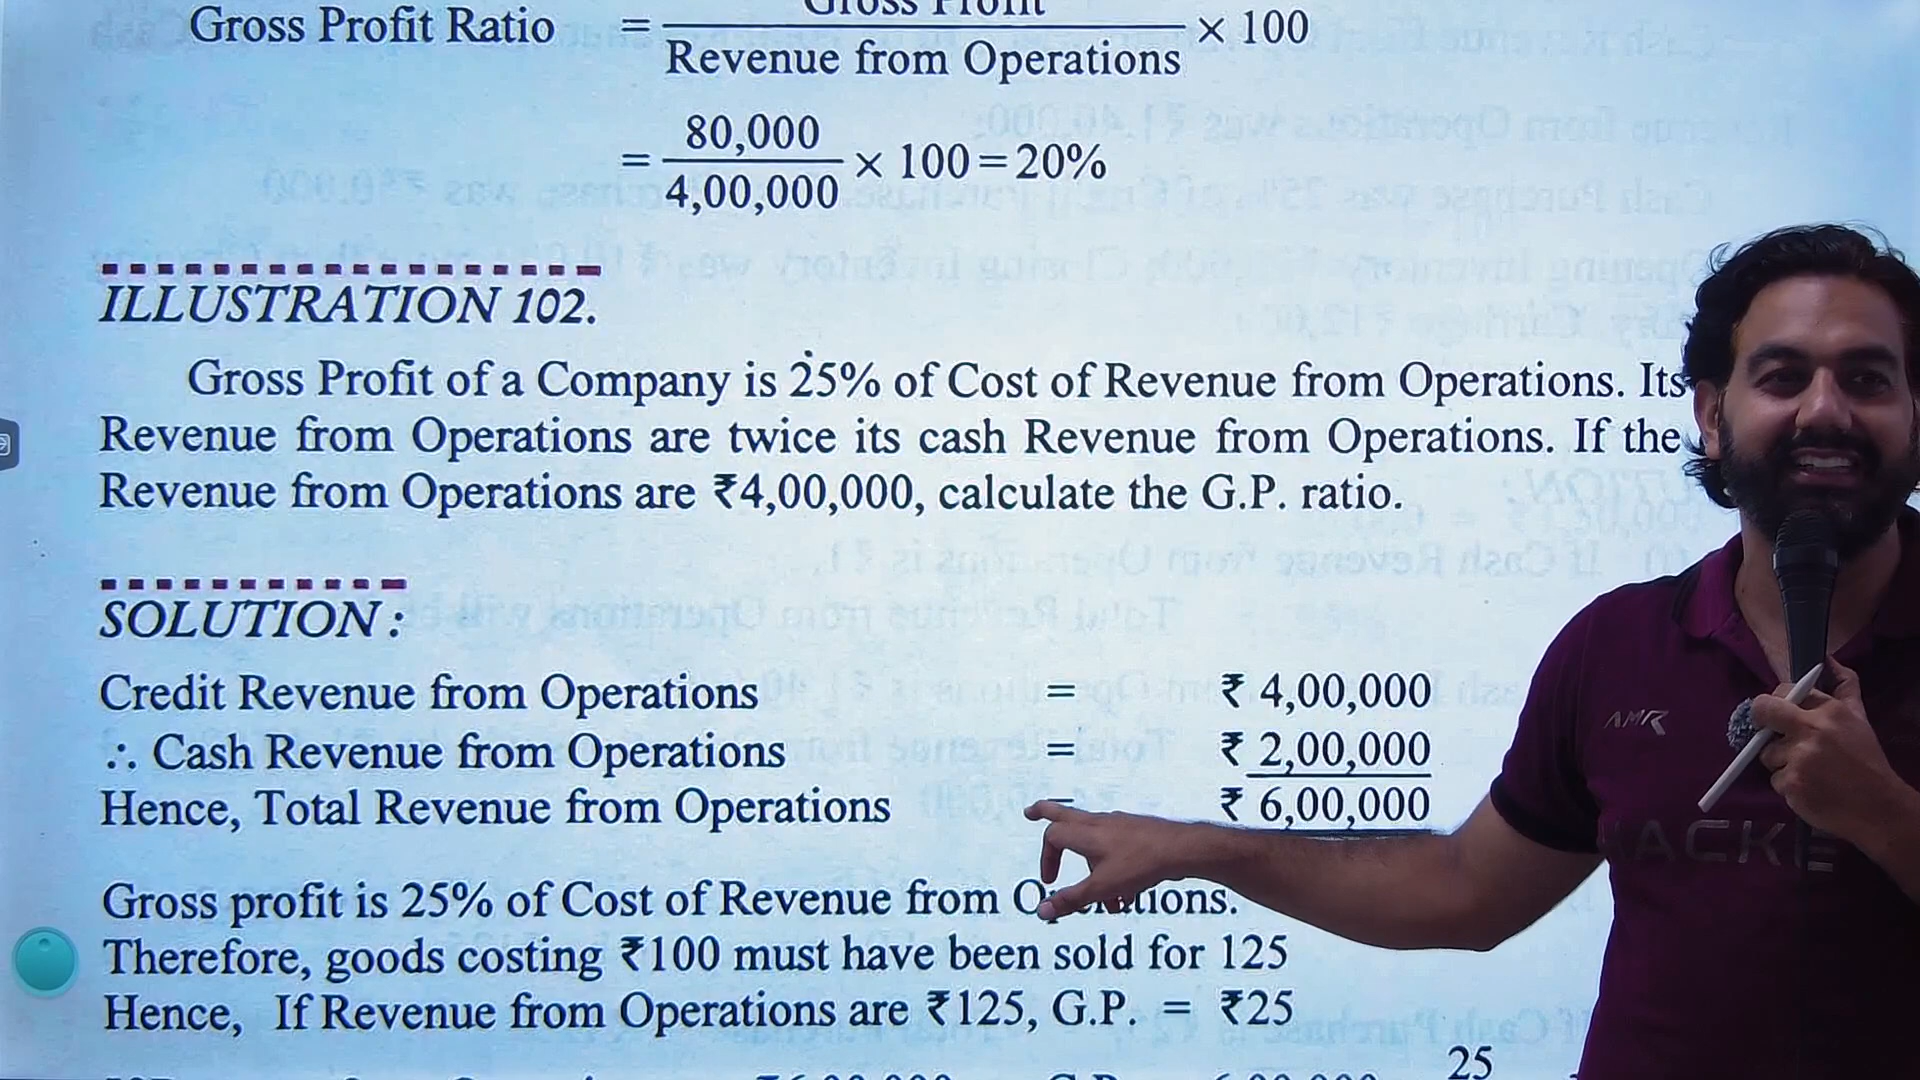 Gross Profit
Gross Profit Ratio = ――― × 100
Revenue from Operations
80,000
= ――― × 100 = 20%
4,00,000
ILLUSTRATION 102.
Gross Profit of a Company is 25% of Cost of Revenue from Operations. Its
Revenue from Operations are twice its cash Revenue from Operations. If the
Revenue from Operations are ₹4,00,000, calculate the G.P. ratio.
SOLUTION :
Credit Revenue from Operations = ₹ 4,00,000
∴ Cash Revenue from Operations = ₹ 2,00,000
Hence, Total Revenue from Operations = ₹ 6,00,000
Gross profit is 25% of Cost of Revenue from Operations.
Therefore, goods costing ₹100 must have been sold for 125
Hence, If Revenue from Operations are ₹125, G.P. = ₹25
25
AMR